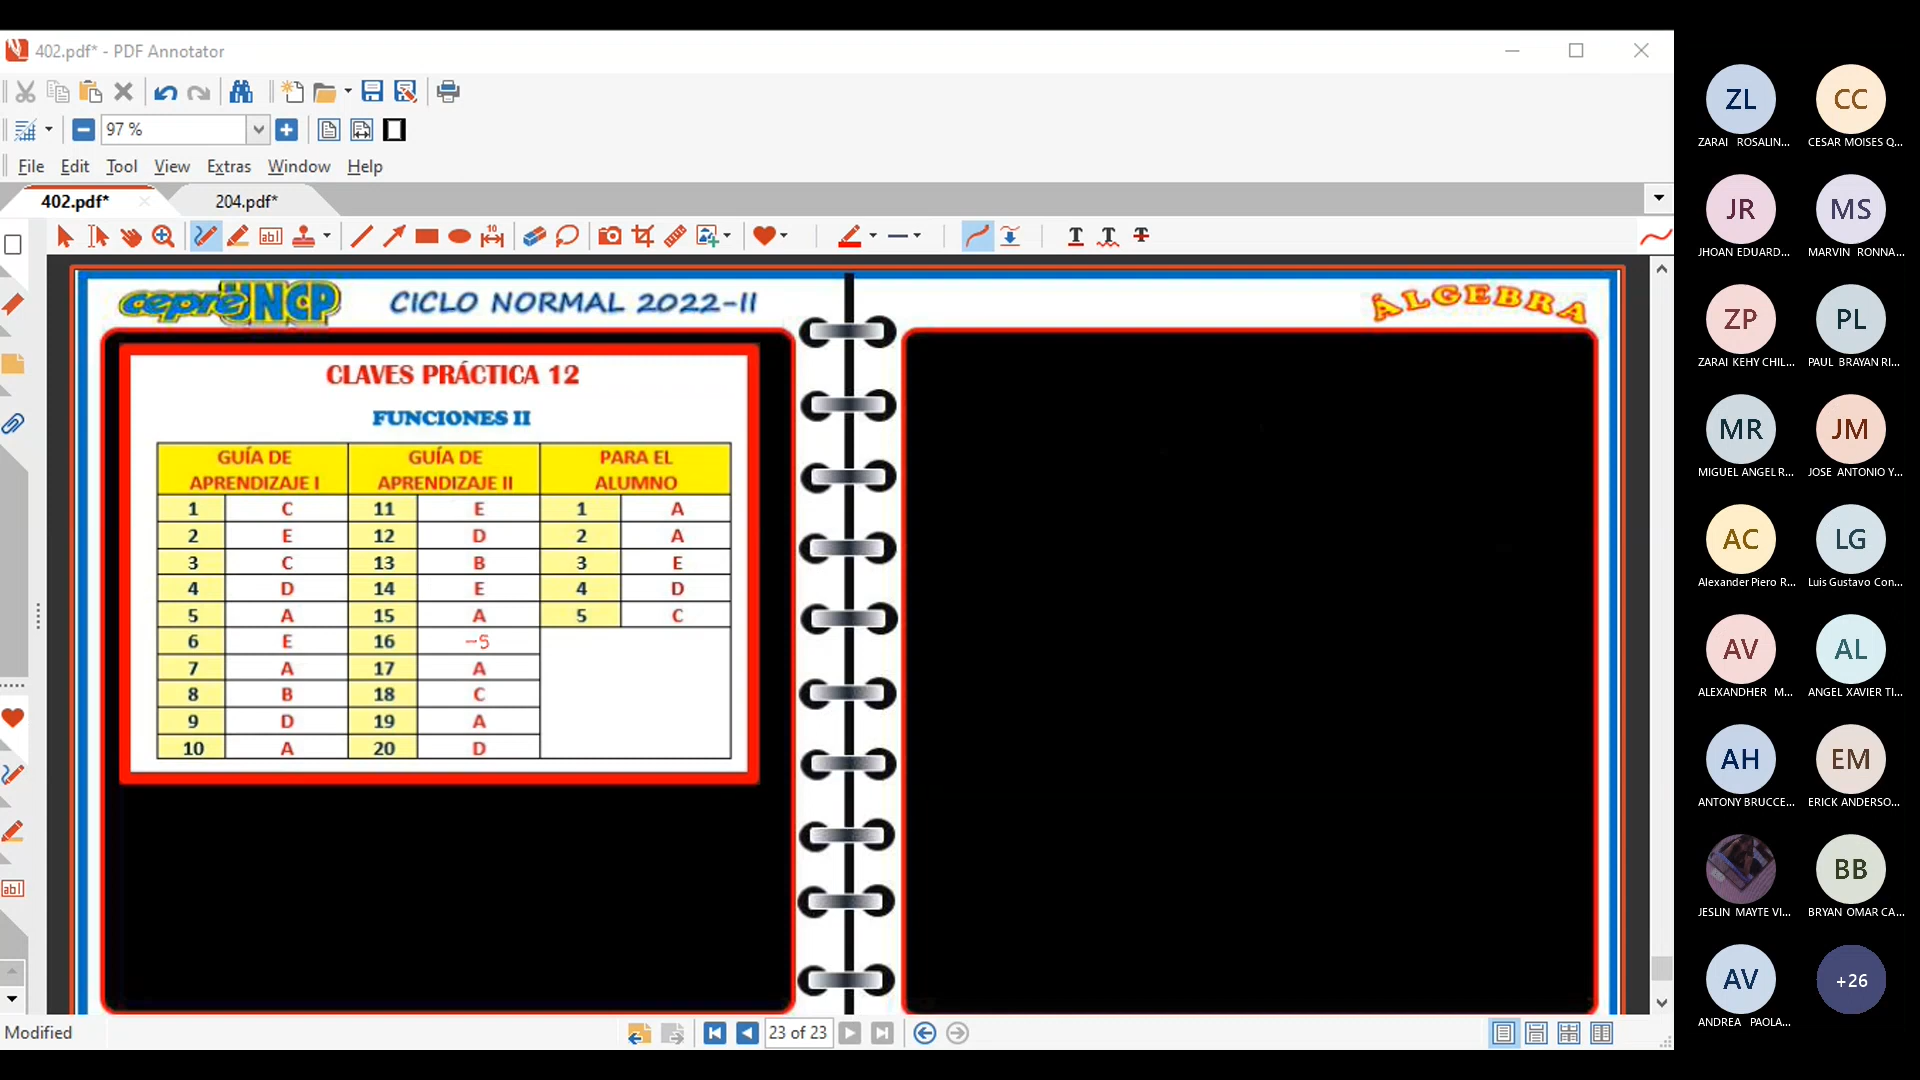 402.pdf* - PDF Annotator
97 %
File Edit Tool View Extras Window Help
402.pdf* 204.pdf*
cepreUNCP CICLO NORMAL 2022-II ÁLGEBRA
CLAVES PRÁCTICA 12
FUNCIONES II
GUÍA DE APRENDIZAJE I GUÍA DE APRENDIZAJE II PARA EL ALUMNO
1 C 11 E 1 A
2 E 12 D 2 A
3 C 13 B 3 E
4 D 14 E 4 D
5 A 15 A 5 C
6 E 16 -5
7 A 17 A
8 B 18 C
9 D 19 A
10 A 20 D
Modified 23 of 23
ZL CC
ZARAI ROSALIN... CESAR MOISES Q...
JR MS
JHOAN EDUARD... MARVIN RONNA...
ZP PL
ZARAI KEHY CHIL... PAUL BRAYAN RI...
MR JM
MIGUEL ANGEL R... JOSE ANTONIO Y...
AC LG
Alexander Piero R... Luis Gustavo Con...
AV AL
ALEXANDHER M... ANGEL XAVIER TI...
AH EM
ANTONY BRUCCE... ERICK ANDERSO...
BB
JESLIN MAYTE VI... BRYAN OMAR CA...
AV +26
ANDREA PAOLA...